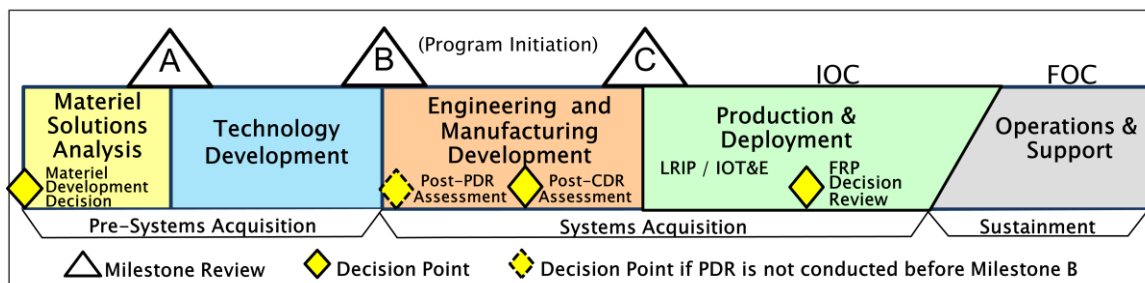 A
B
(Program Initiation)
C
IOC
FOC
Materiel
Solutions
Analysis
Materiel
Development
Decision
Technology
Development
Engineering and
Manufacturing
Development
Post-PDR
Assessment
Post-CDR
Assessment
Production &
Deployment
LRIP / IOT&E
FRP
Decision
Review
Operations &
Support
Pre-Systems Acquisition
Systems Acquisition
Sustainment
Milestone Review
Decision Point
Decision Point if PDR is not conducted before Milestone B